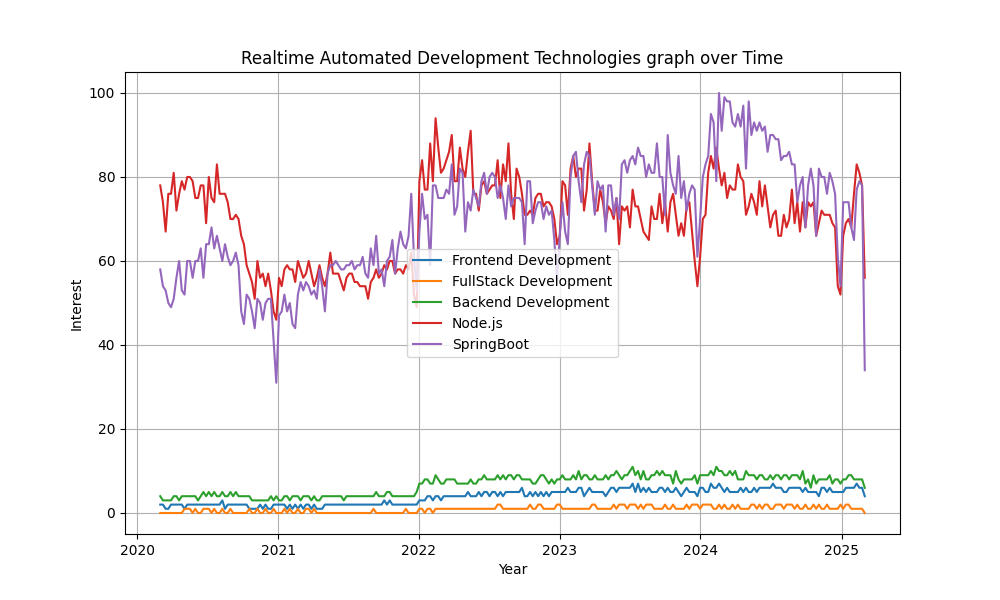 Realtime Automated Development Technologies graph over Time
100
80
60
40
20
0
Interest
Frontend Development
FullStack Development
Backend Development
Node.js
SpringBoot
2020 2021 2022 2023 2024 2025
Year